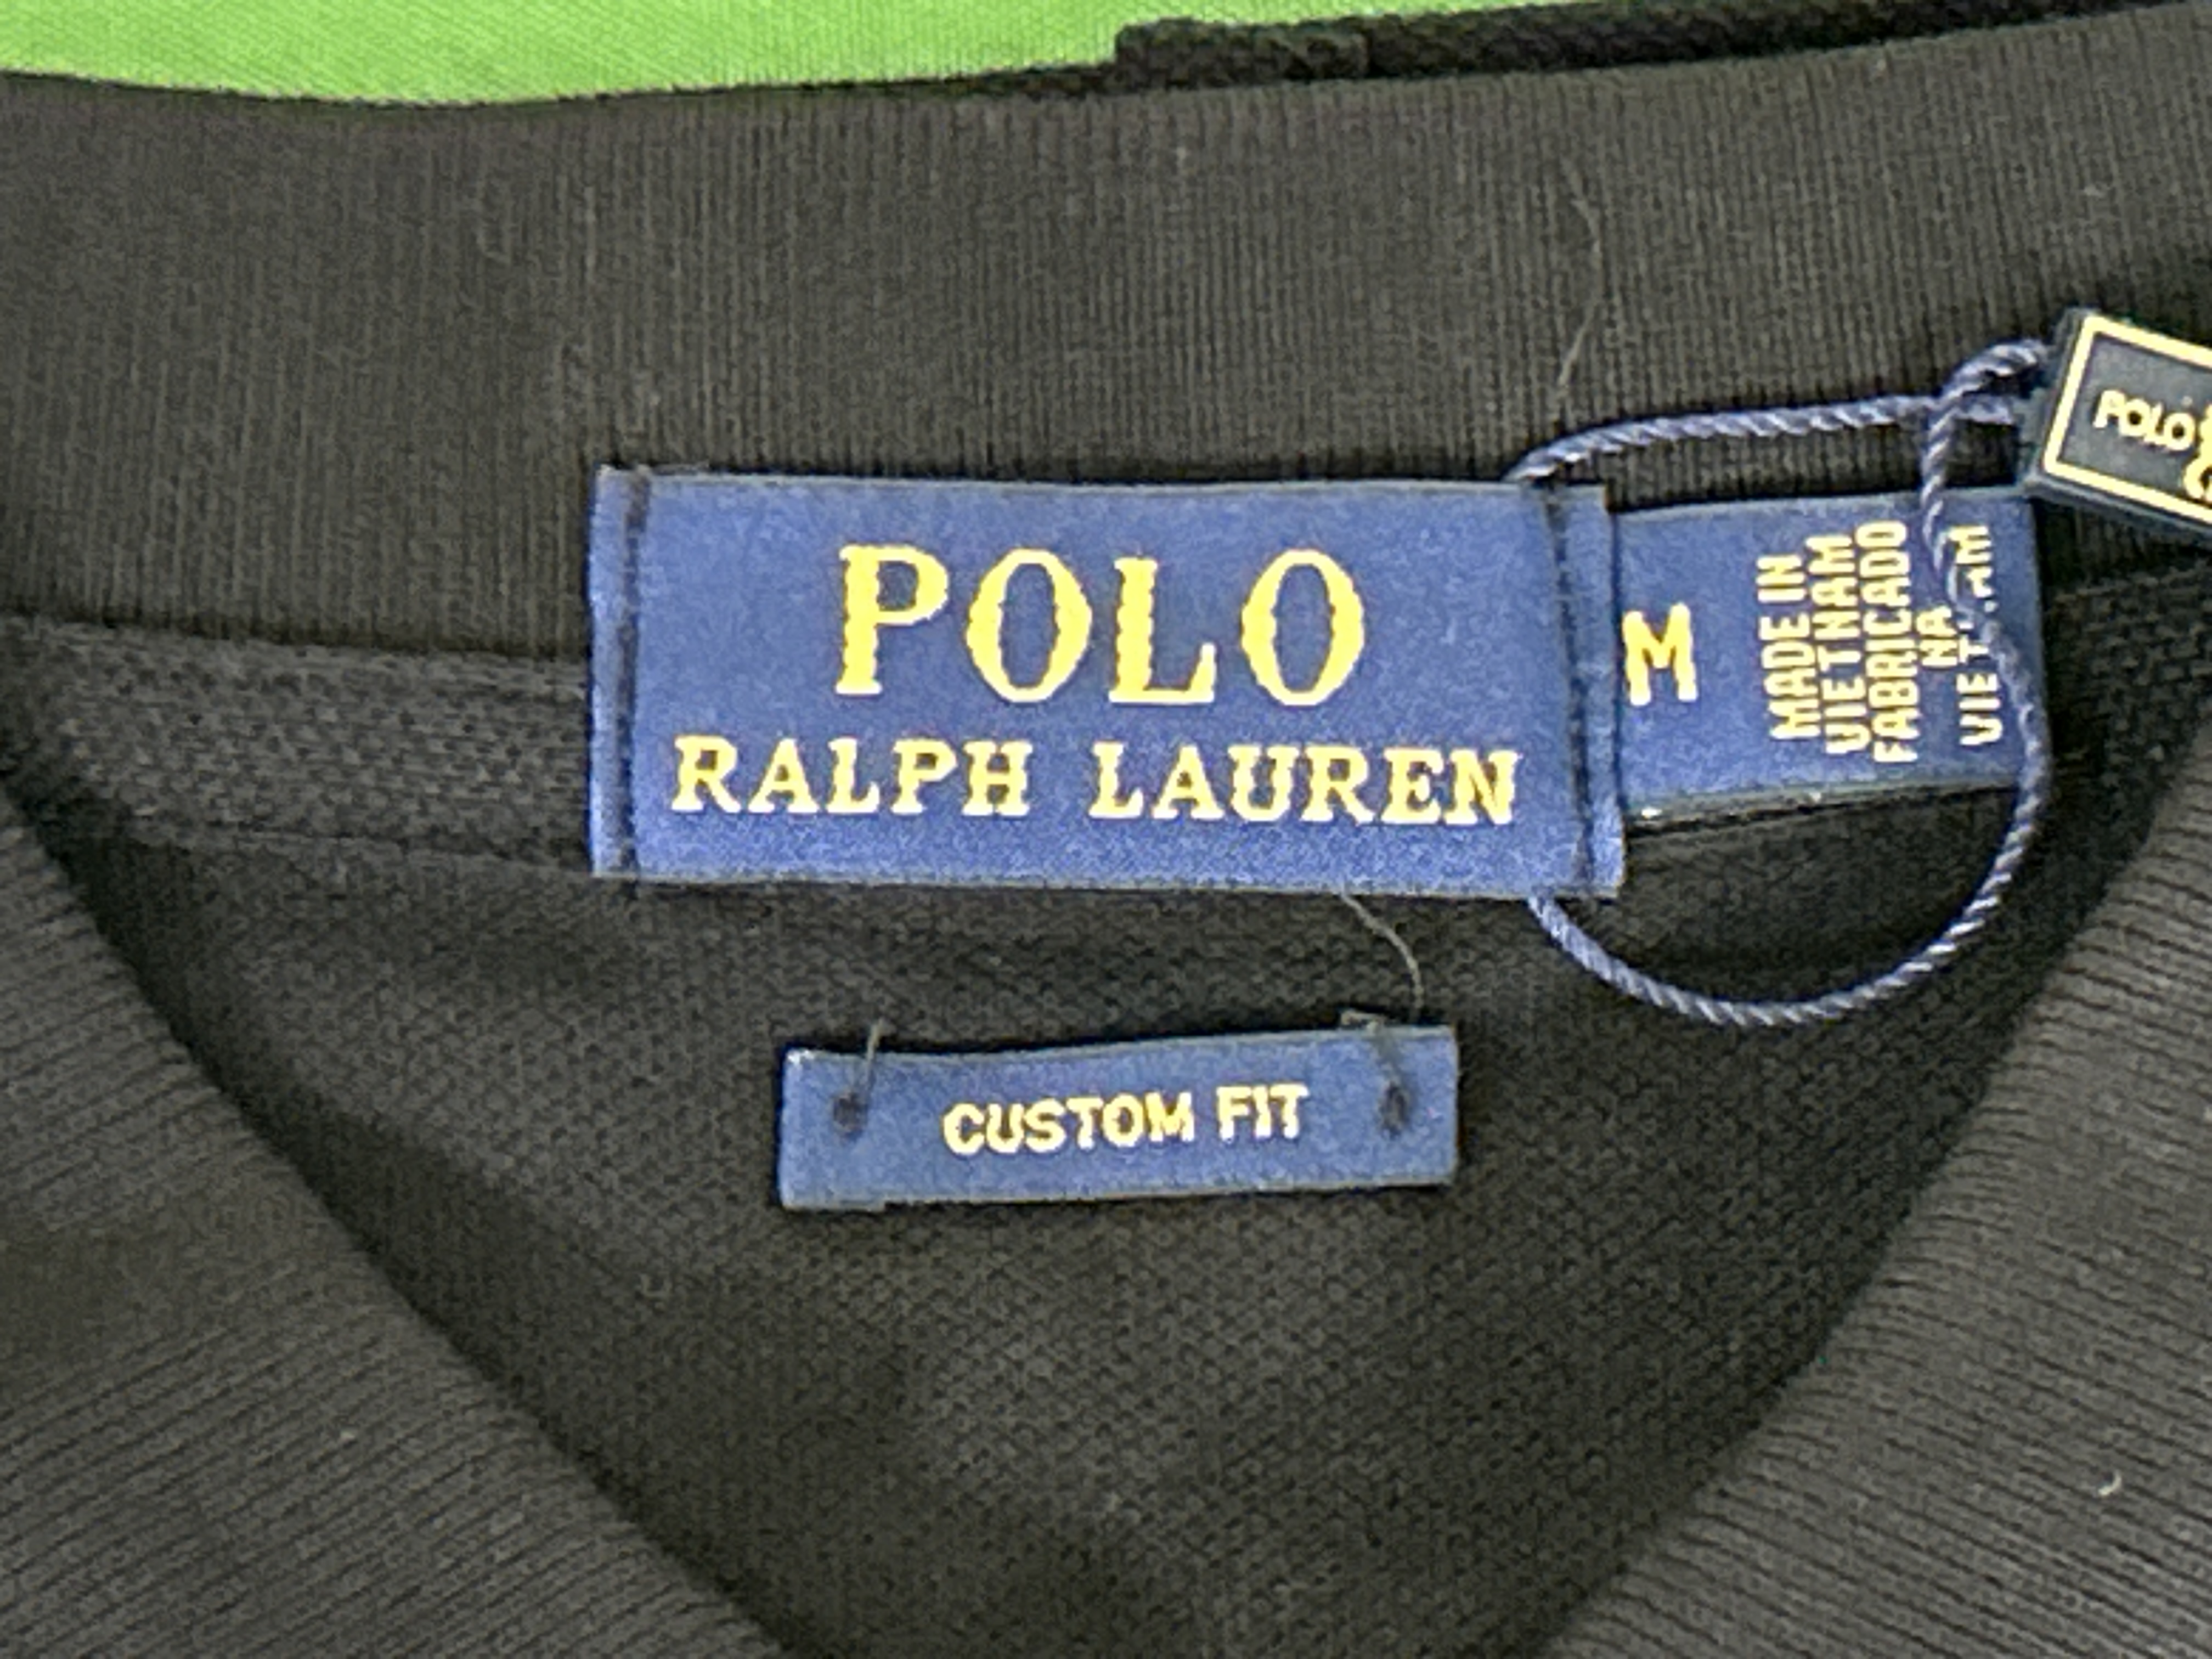 POLO
RALPH LAUREN
M
MADE IN
VIETNAM
FABRICADO
NA
POLO
CUSTOM FIT